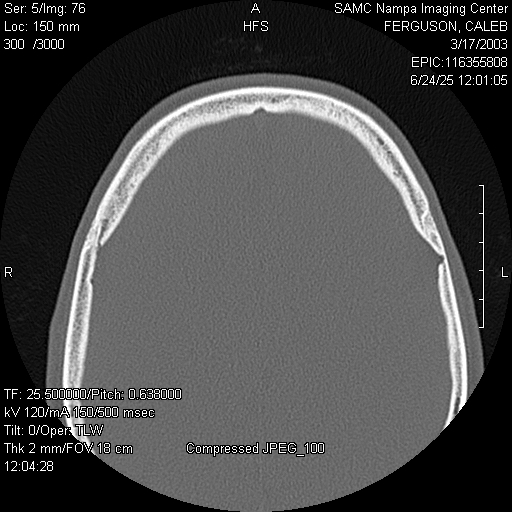 Ser: 5/Img: 76
Loc: 150 mm
300 /3000
A
HFS
SAMC Nampa Imaging Center
FERGUSON, CALEB
3/17/2003
EPIC:116355808
6/24/25 12:01:05
R
L
TF: 25.500000/Pitch: 0.638000
kV 120/mA 150/500 msec
Tilt: 0/Oper: TLW
Thk 2 mm/FOV 18 cm
12:04:28
Compressed JPEG_100